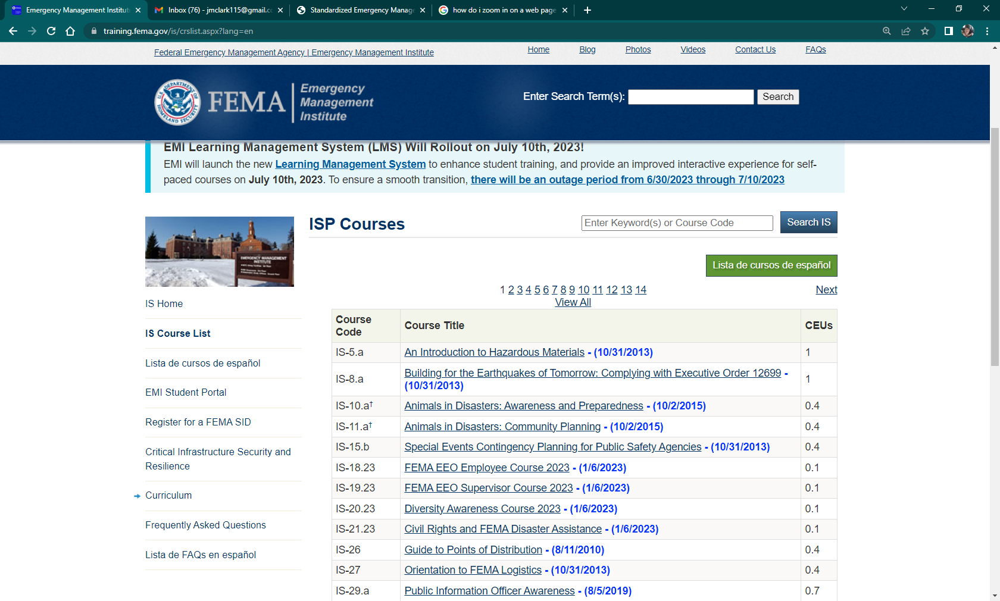 Emergency Management Institute
Inbox (76) - jmclark115@gmail.cc
Standardized Emergency Manage
how do i zoom in on a web page
training.fema.gov/is/crslist.aspx?lang=en
Federal Emergency Management Agency | Emergency Management Institute
Home Blog Photos Videos Contact Us FAQs
U.S. DEPARTMENT OF HOMELAND SECURITY
FEMA
Emergency
Management
Institute
Enter Search Term(s): Search
EMI Learning Management System (LMS) Will Rollout on July 10th, 2023!
EMI will launch the new Learning Management System to enhance student training, and provide an improved interactive experience for self-
paced courses on July 10th, 2023. To ensure a smooth transition, there will be an outage period from 6/30/2023 through 7/10/2023
EMERGENCY MANAGEMENT
INSTITUTE
IS Home
IS Course List
Lista de cursos de español
EMI Student Portal
Register for a FEMA SID
Critical Infrastructure Security and
Resilience
Curriculum
Frequently Asked Questions
Lista de FAQs en español
ISP Courses
Enter Keyword(s) or Course Code Search IS
Lista de cursos de español
1 2 3 4 5 6 7 8 9 10 11 12 13 14 Next
View All
Course Code Course Title CEUs
IS-5.a An Introduction to Hazardous Materials - (10/31/2013) 1
IS-8.a Building for the Earthquakes of Tomorrow: Complying with Executive Order 12699 -
(10/31/2013) 1
IS-10.a† Animals in Disasters: Awareness and Preparedness - (10/2/2015) 0.4
IS-11.a† Animals in Disasters: Community Planning - (10/2/2015) 0.4
IS-15.b Special Events Contingency Planning for Public Safety Agencies - (10/31/2013) 0.4
IS-18.23 FEMA EEO Employee Course 2023 - (1/6/2023) 0.1
IS-19.23 FEMA EEO Supervisor Course 2023 - (1/6/2023) 0.1
IS-20.23 Diversity Awareness Course 2023 - (1/6/2023) 0.1
IS-21.23 Civil Rights and FEMA Disaster Assistance - (1/6/2023) 0.1
IS-26 Guide to Points of Distribution - (8/11/2010) 0.4
IS-27 Orientation to FEMA Logistics - (10/31/2013) 0.4
IS-29.a Public Information Officer Awareness - (8/5/2019) 0.7